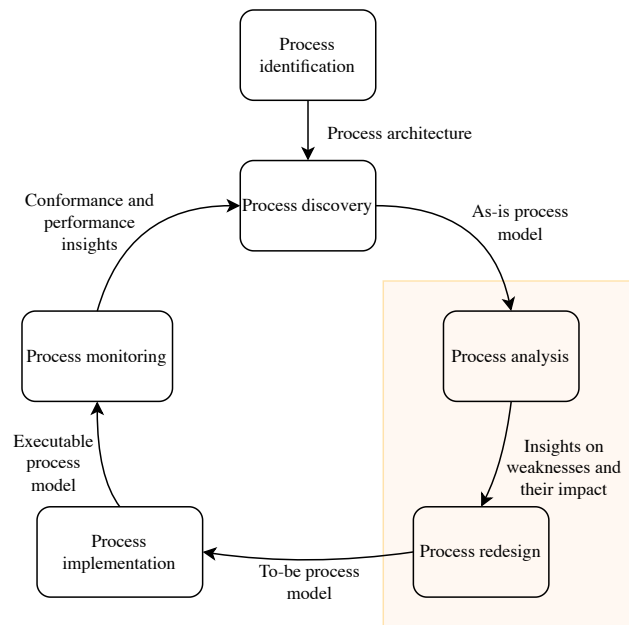 Process
identification
Process architecture
Process discovery
Conformance and
performance
insights
As-is process
model
Process monitoring
Process analysis
Executable
process
model
Insights on
weaknesses and
their impact
Process
implementation
Process redesign
To-be process
model